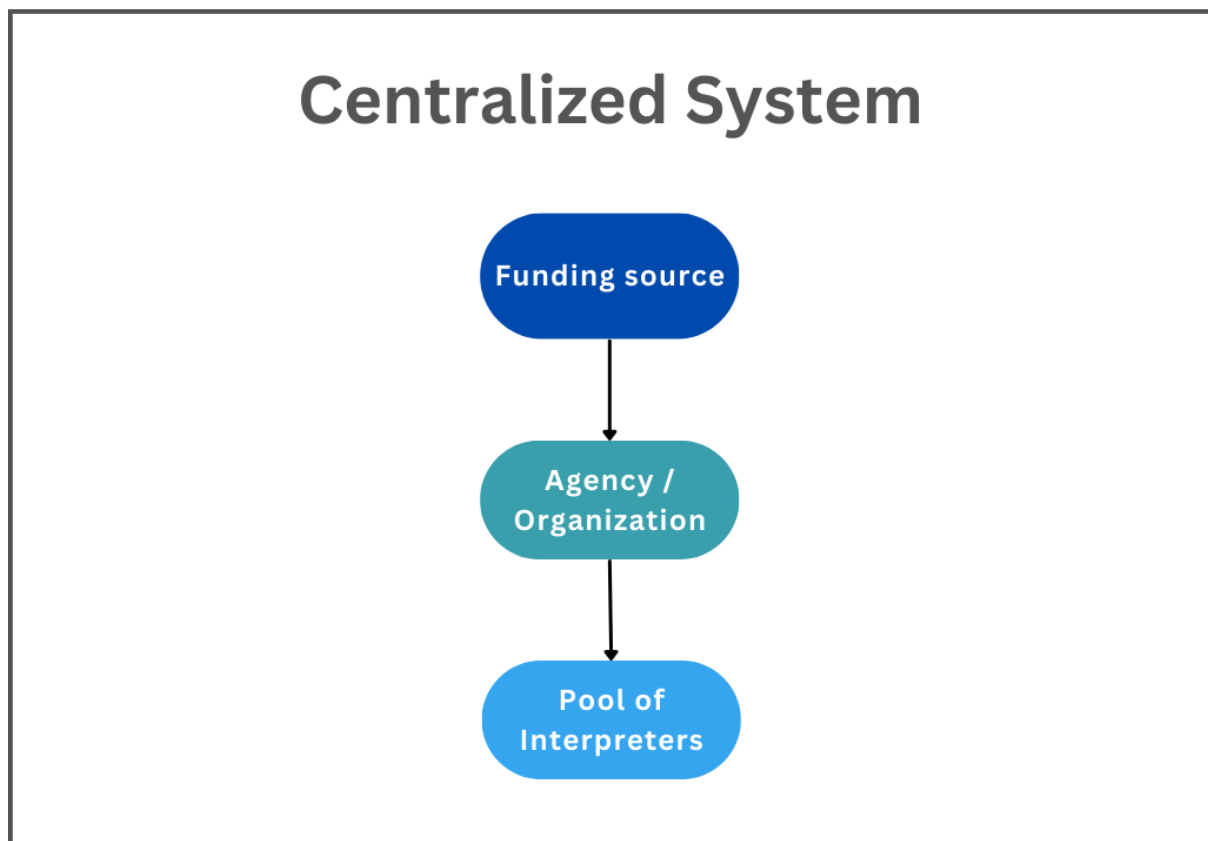 Centralized System
Funding source
Agency /
Organization
Pool of
Interpreters